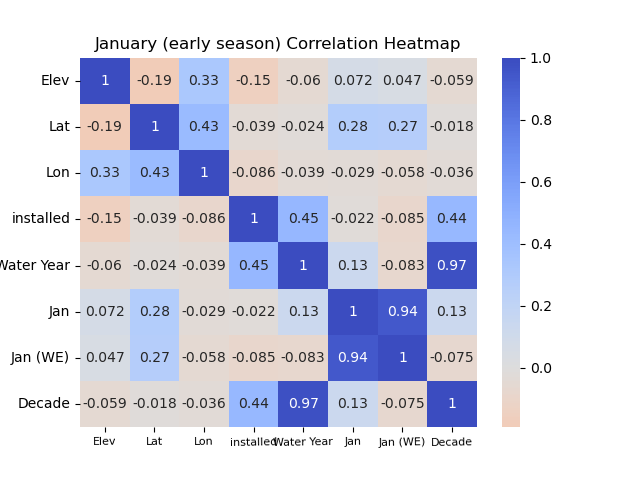 January (early season) Correlation Heatmap
Elev 1 -0.19 0.33 -0.15 -0.06 0.072 0.047 -0.059
Lat -0.19 1 0.43 -0.039 -0.024 0.28 0.27 -0.018
Lon 0.33 0.43 1 -0.086 -0.039 -0.029 -0.058 -0.036
installed -0.15 -0.039 -0.086 1 0.45 -0.022 -0.085 0.44
Water Year -0.06 -0.024 -0.039 0.45 1 0.13 -0.083 0.97
Jan 0.072 0.28 -0.029 -0.022 0.13 1 0.94 0.13
Jan (WE) 0.047 0.27 -0.058 -0.085 -0.083 0.94 1 -0.075
Decade -0.059 -0.018 -0.036 0.44 0.97 0.13 -0.075 1
Elev Lat Lon installed Water Year Jan Jan (WE) Decade
1.0
0.8
0.6
0.4
0.2
0.0